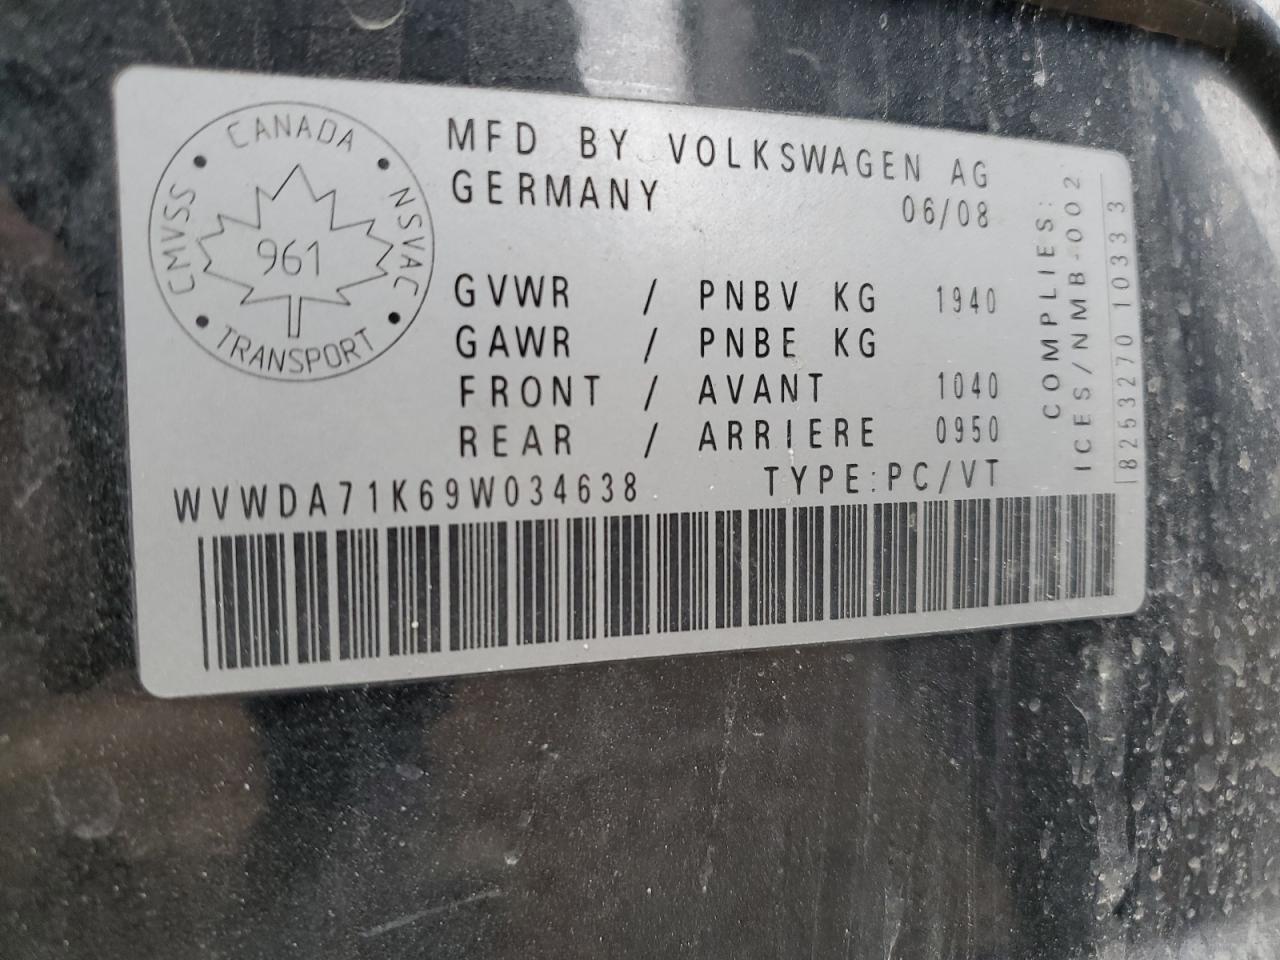 CANADA
CMVSS
NSVAC
961
TRANSPORT
MFD BY VOLKSWAGEN AG
GERMANY 06/08
GVWR / PNBV KG 1940
GAWR / PNBE KG
FRONT / AVANT 1040
REAR / ARRIERE 0950
WVWDA71K69W034638 TYPE:PC/VT
COMPLIES:
ICES/NMB-002
8253270 10333